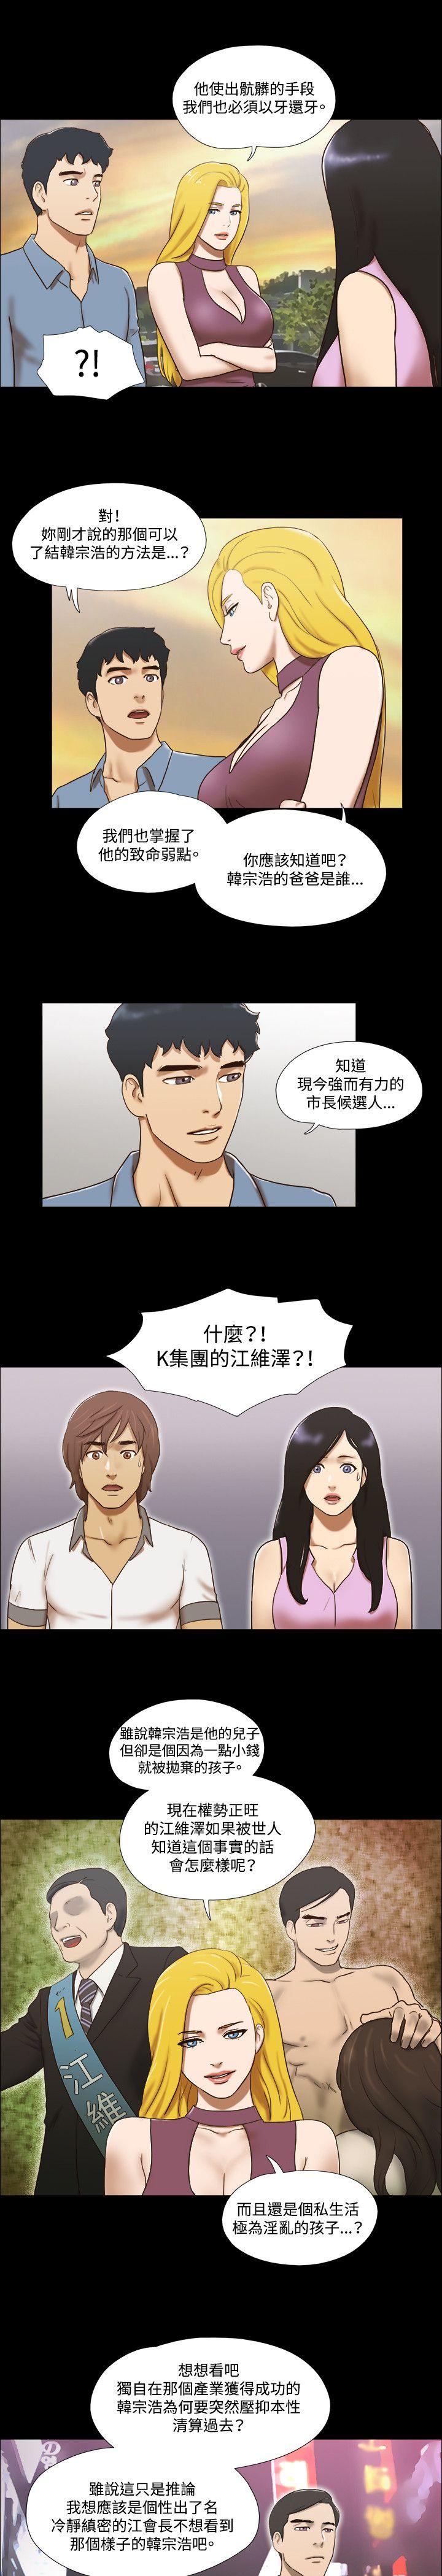 他使出骯髒的手段
我們也必須以牙還牙。
?!
對!
妳剛才說的那個可以
了結韓宗浩的方法是...?
我們也掌握了
他的致命弱點。
你應該知道吧?
韓宗浩的爸爸是誰...
知道
現今強而有力的
市長候選人...
什麼?!
K集團的江維澤?!
雖說韓宗浩是他的兒子
但卻是個因為一點小錢
就被拋棄的孩子。
現在權勢正旺
的江維澤如果被世人
知道這個事實的話
會怎麼樣呢?
1
江
維
而且還是個私生活
極為淫亂的孩子...?
想想看吧
獨自在那個產業獲得成功的
韓宗浩為何要突然壓抑本性
清算過去?
雖說這只是推論
我想應該是個性出了名
冷靜縝密的江會長不想看到
那個樣子的韓宗浩吧。